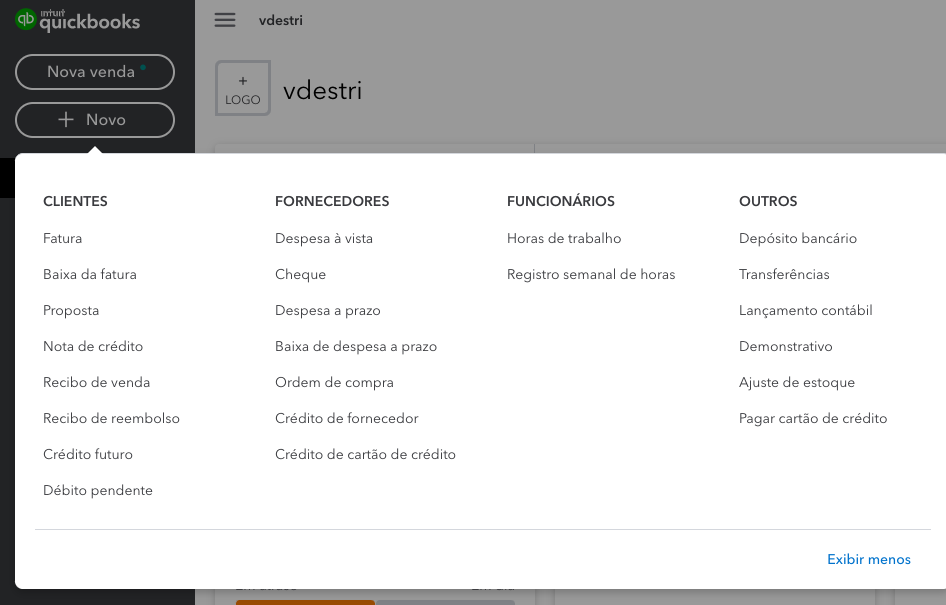 intuit
quickbooks
vdestri
Nova venda
+ Novo
+
LOGO
vdestri
CLIENTES
Fatura
Baixa da fatura
Proposta
Nota de crédito
Recibo de venda
Recibo de reembolso
Crédito futuro
Débito pendente
FORNECEDORES
Despesa à vista
Cheque
Despesa a prazo
Baixa de despesa a prazo
Ordem de compra
Crédito de fornecedor
Crédito de cartão de crédito
FUNCIONÁRIOS
Horas de trabalho
Registro semanal de horas
OUTROS
Depósito bancário
Transferências
Lançamento contábil
Demonstrativo
Ajuste de estoque
Pagar cartão de crédito
Exibir menos